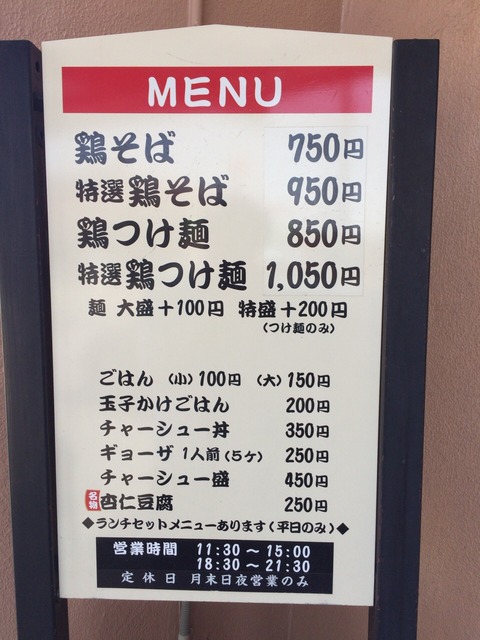 MENU
鶏そば 750円
特選鶏そば 950円
鶏つけ麺 850円
特選鶏つけ麺 1,050円
麺 大盛＋100円 特盛＋200円
(つけ麺のみ)
ごはん (小)100円 (大)150円
玉子かけごはん 200円
チャーシュー丼 350円
ギョーザ 1人前(5ケ) 250円
チャーシュー盛 450円
名物 杏仁豆腐 250円
◆ランチセットメニューあります(平日のみ)◆
営業時間 11:30～15:00
18:30～21:30
定休日 月末日夜営業のみ